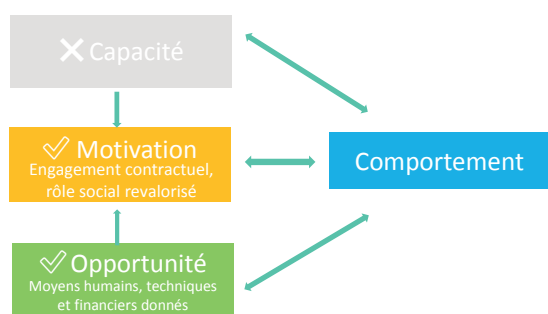 ❌ Capacité
✅ Motivation
Engagement contractuel,
rôle social revalorisé
Comportement
✅ Opportunité
Moyens humains, techniques
et financiers donnés